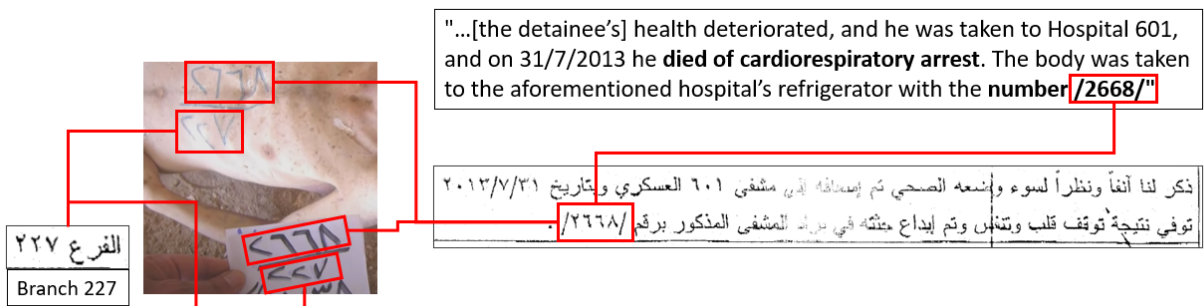 "...[the detainee's] health deteriorated, and he was taken to Hospital 601,
and on 31/7/2013 he died of cardiorespiratory arrest. The body was taken
to the aforementioned hospital's refrigerator with the number /2668/"
٢٦٦٨
٢٢٧
ذكر لنا آنفاً ونظراً لسوء وضعه الصحي تم إسعافه إلى مشفى ٦٠١ العسكري وبتاريخ ٢٠١٣/٧/٣١
توفي نتيجة توقف قلب وتنفس وتم إيداع جثته في براد المشفى المذكور برقم /٢٦٦٨/ .
الفرع ٢٢٧
Branch 227
٢٦٦٨
٢٢٧